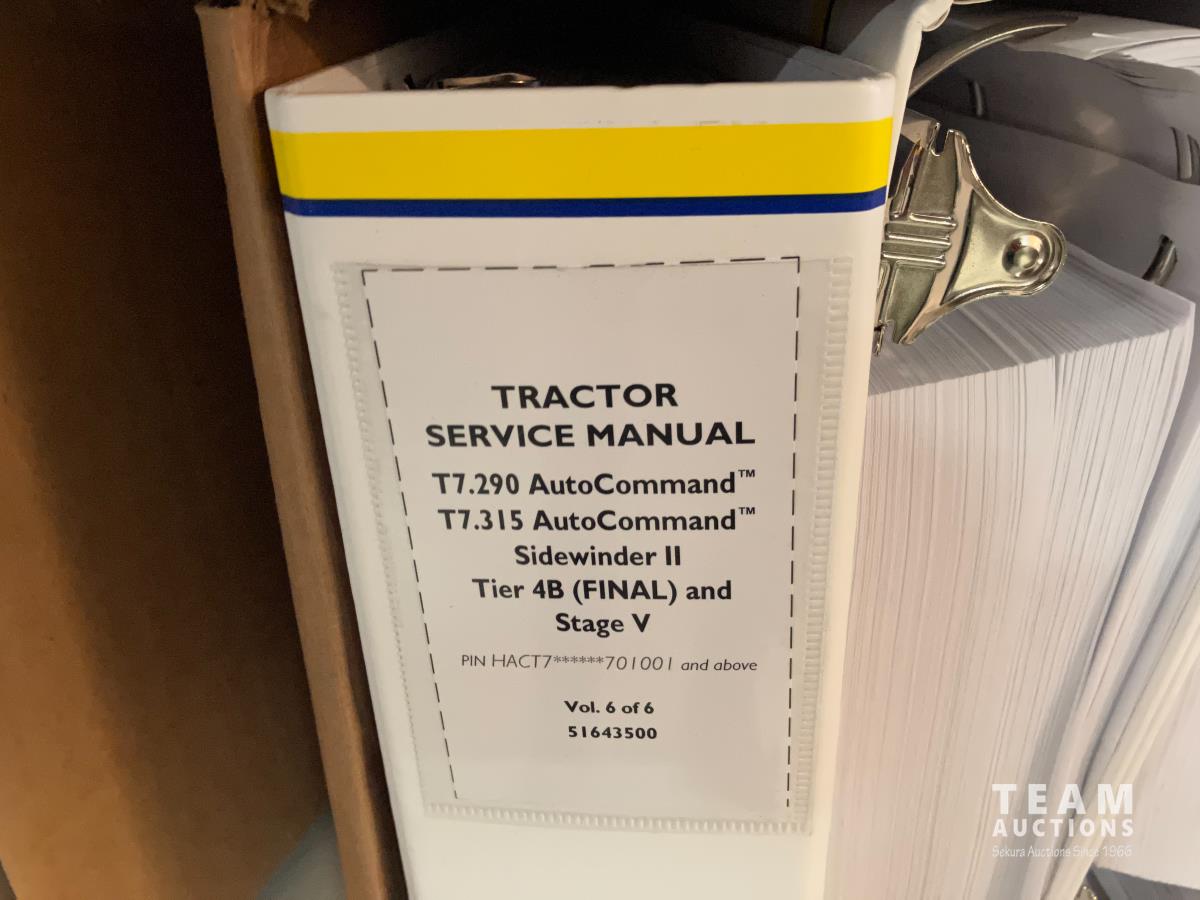 TRACTOR
SERVICE MANUAL
T7.290 AutoCommand™
T7.315 AutoCommand™
Sidewinder II
Tier 4B (FINAL) and
Stage V
PIN HACT7******701001 and above
Vol. 6 of 6
51643500
TEAM
AUCTIONS
Sekura Auctions Since 1966